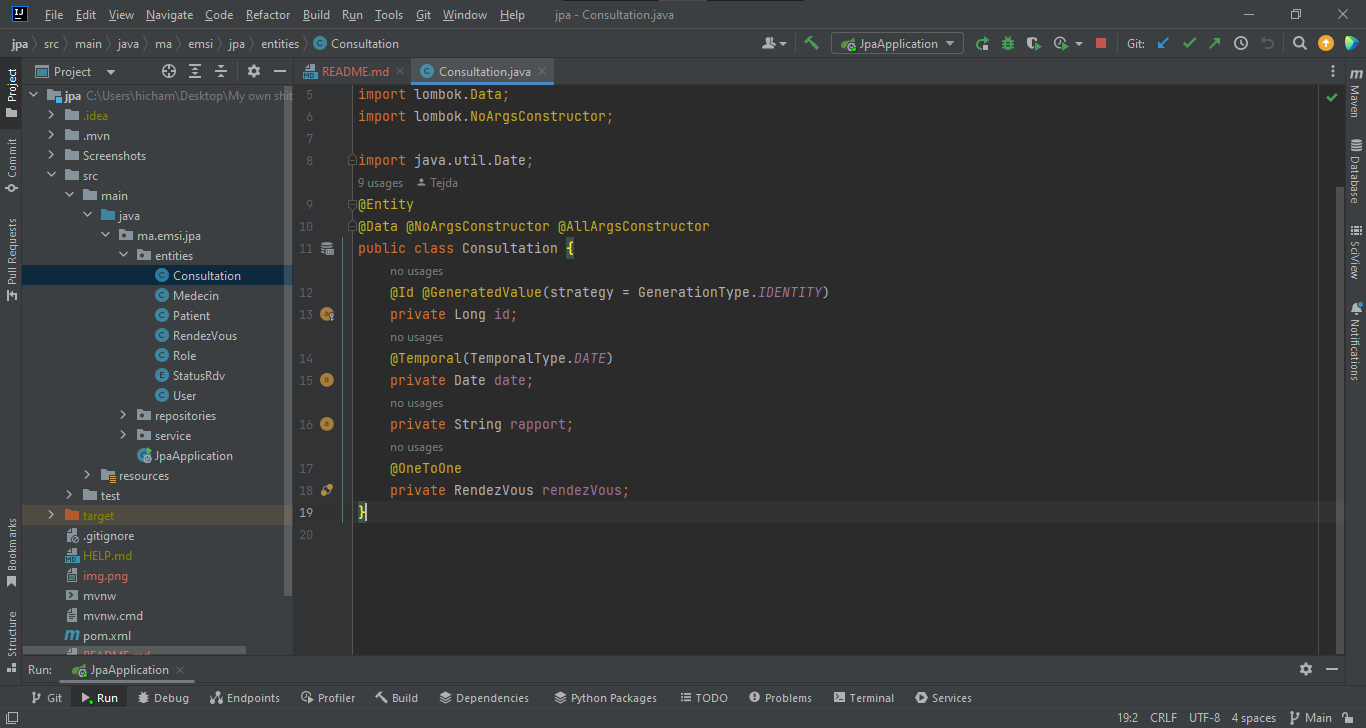 File Edit View Navigate Code Refactor Build Run Tools Git Window Help jpa - Consultation.java
jpa src main java ma emsi jpa entities Consultation JpaApplication Git:
Project
README.md
Consultation.java
jpa C:\Users\hicham\Desktop\My own shit
.idea
.mvn
Screenshots
src
main
java
ma.emsi.jpa
entities
Consultation
Medecin
Patient
RendezVous
Role
StatusRdv
User
repositories
service
JpaApplication
resources
test
target
.gitignore
HELP.md
img.png
mvnw
mvnw.cmd
pom.xml
README.md
5 import lombok.Data;
6 import lombok.NoArgsConstructor;
7
8 import java.util.Date;
9 usages Tejda
9 @Entity
10 @Data @NoArgsConstructor @AllArgsConstructor
11 public class Consultation {
no usages
12 @Id @GeneratedValue(strategy = GenerationType.IDENTITY)
13 private Long id;
no usages
14 @Temporal(TemporalType.DATE)
15 private Date date;
no usages
16 private String rapport;
no usages
17 @OneToOne
18 private RendezVous rendezVous;
19 }
20
Project
Commit
Pull Requests
Bookmarks
Structure
m
Maven
Database
SciView
Notifications
Run: JpaApplication
Git Run Debug Endpoints Profiler Build Dependencies Python Packages TODO Problems Terminal Services
19:2 CRLF UTF-8 4 spaces Main